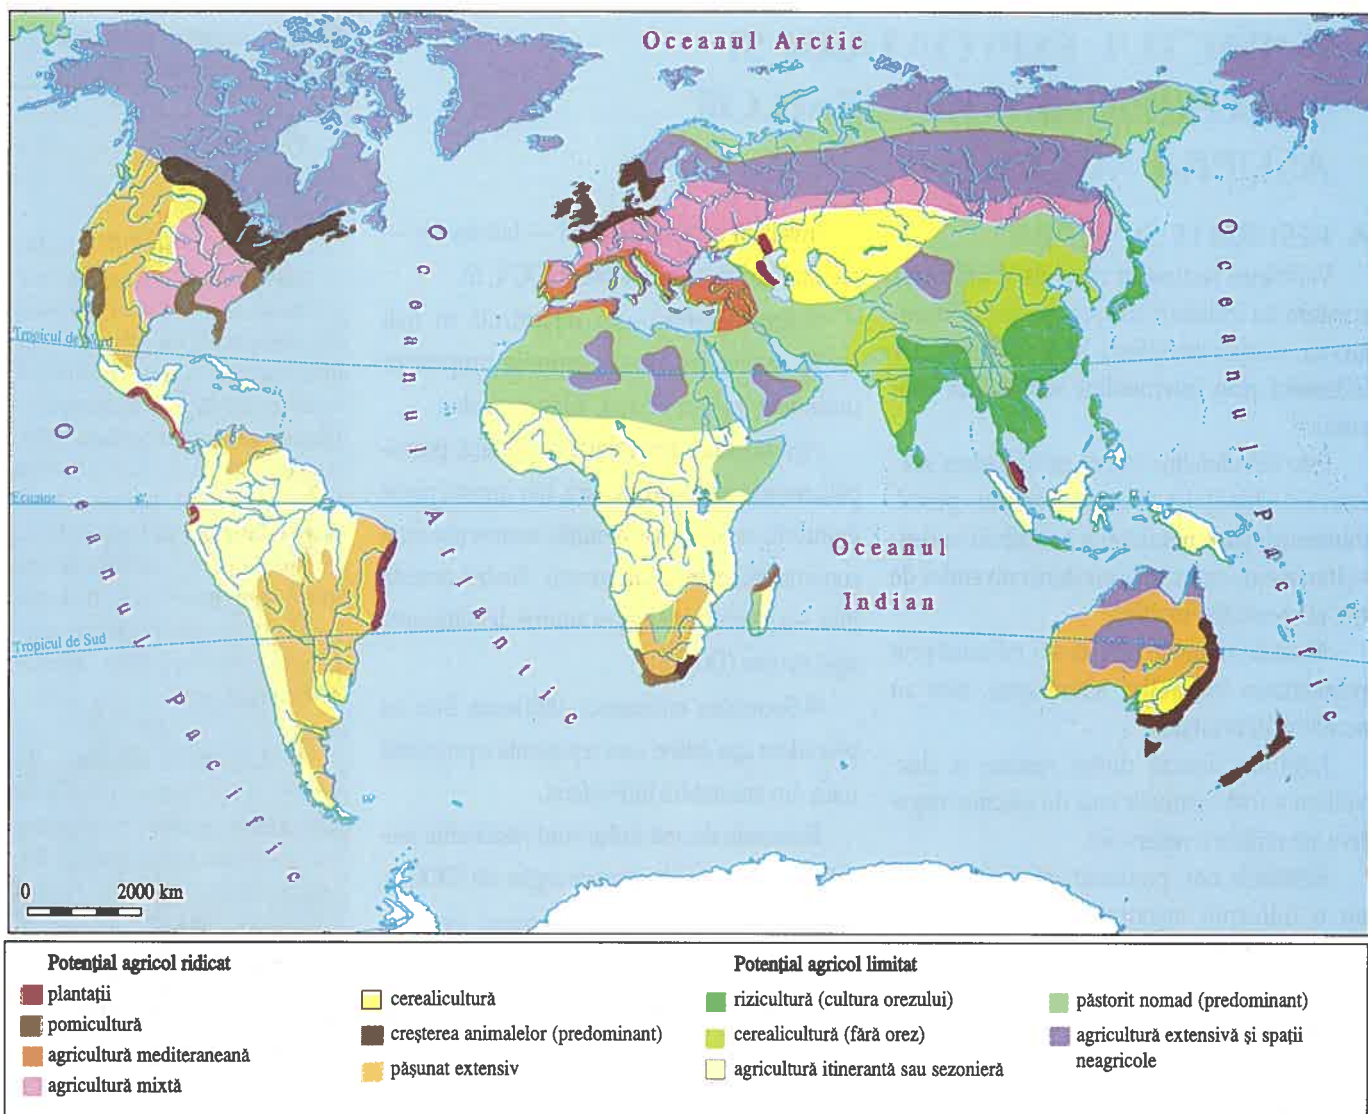 Oceanul Arctic
Oceanul Atlantic
Oceanul Pacific
Oceanul Pacific
Oceanul
Indian
Tropicul de Nord
Ecuator
Tropicul de Sud
0 2000 km
Potențial agricol ridicat
plantații
pomicultură
agricultură mediteraneană
agricultură mixtă
cerealicultură
creșterea animalelor (predominant)
pășunat extensiv
Potențial agricol limitat
rizicultură (cultura orezului)
cerealicultură (fără orez)
agricultură itinerantă sau sezonieră
păstorit nomad (predominant)
agricultură extensivă și spații
neagricole